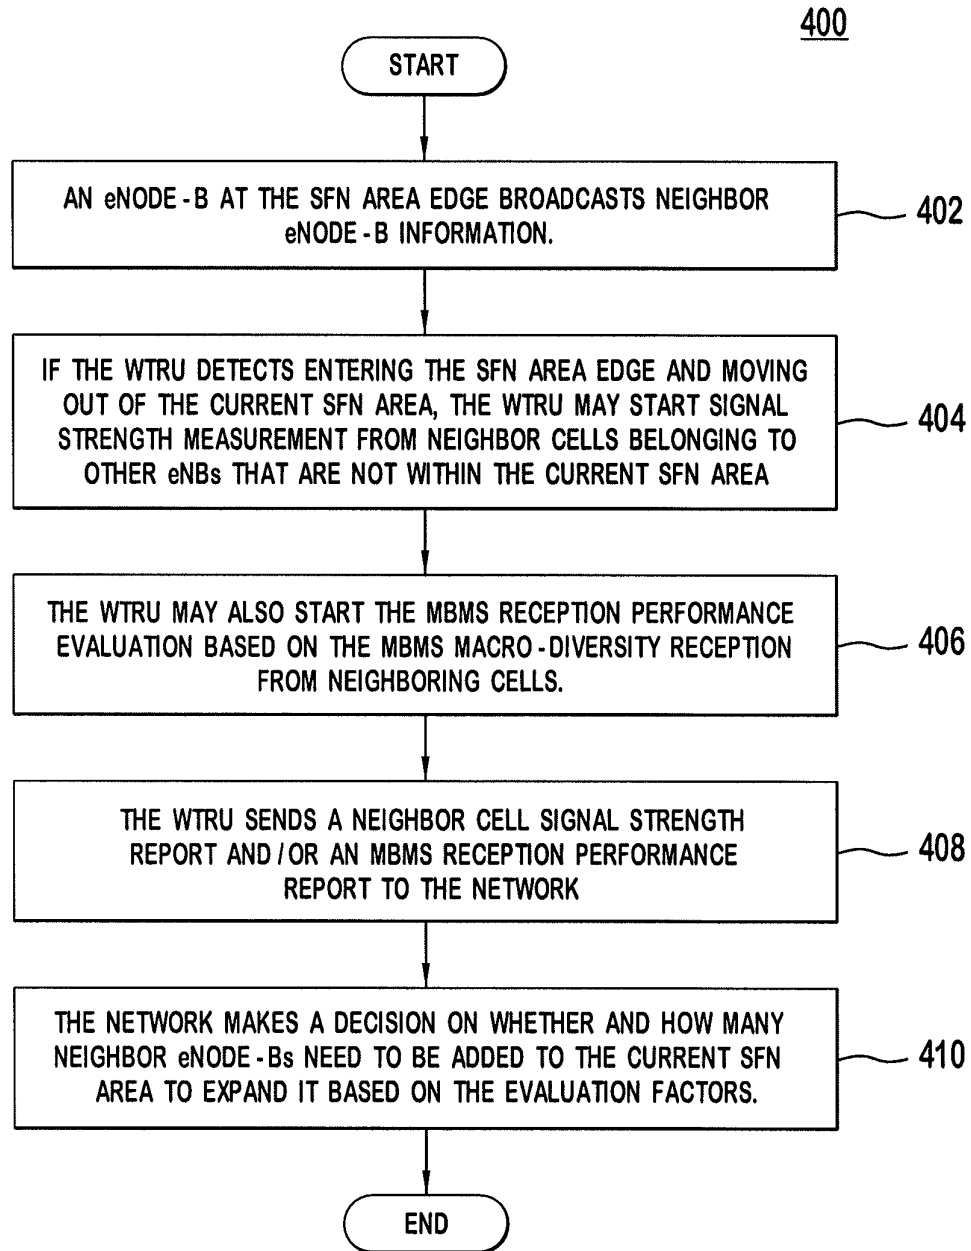 400
START
AN eNODE-B AT THE SFN AREA EDGE BROADCASTS NEIGHBOR
eNODE-B INFORMATION.
402
IF THE WTRU DETECTS ENTERING THE SFN AREA EDGE AND MOVING
OUT OF THE CURRENT SFN AREA, THE WTRU MAY START SIGNAL
STRENGTH MEASUREMENT FROM NEIGHBOR CELLS BELONGING TO
OTHER eNBs THAT ARE NOT WITHIN THE CURRENT SFN AREA
404
THE WTRU MAY ALSO START THE MBMS RECEPTION PERFORMANCE
EVALUATION BASED ON THE MBMS MACRO-DIVERSITY RECEPTION
FROM NEIGHBORING CELLS.
406
THE WTRU SENDS A NEIGHBOR CELL SIGNAL STRENGTH
REPORT AND/OR AN MBMS RECEPTION PERFORMANCE
REPORT TO THE NETWORK
408
THE NETWORK MAKES A DECISION ON WHETHER AND HOW MANY
NEIGHBOR eNODE-Bs NEED TO BE ADDED TO THE CURRENT SFN
AREA TO EXPAND IT BASED ON THE EVALUATION FACTORS.
410
END